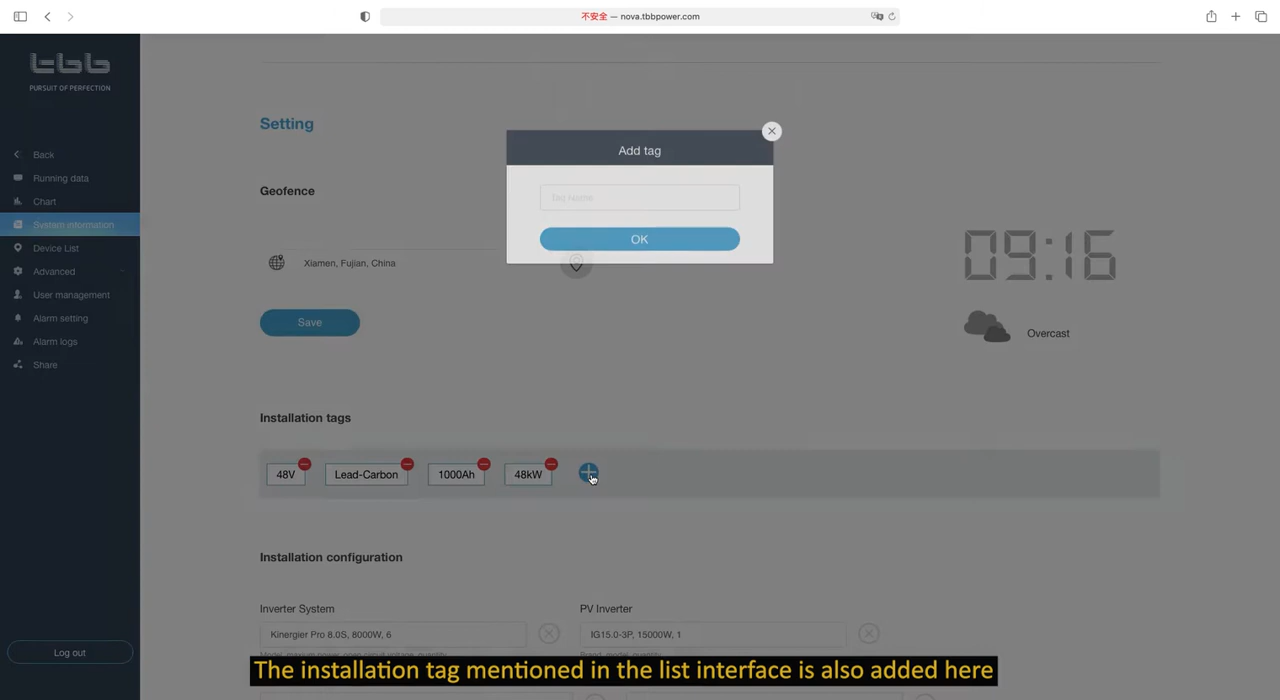 不安全 — nova.tbbpower.com
tbb
PURSUIT OF PERFECTION
Back
Running data
Chart
System information
Device List
Advanced
User management
Alarm setting
Alarm logs
Share
Log out
Setting
Geofence
Xiamen, Fujian, China
Save
Add tag
Tag Name
OK
09:16
Overcast
Installation tags
48V
Lead-Carbon
1000Ah
48kW
Installation configuration
Inverter System
PV Inverter
Kinergier Pro 8.0S, 8000W, 6
IG15.0-3P, 15000W, 1
The installation tag mentioned in the list interface is also added here